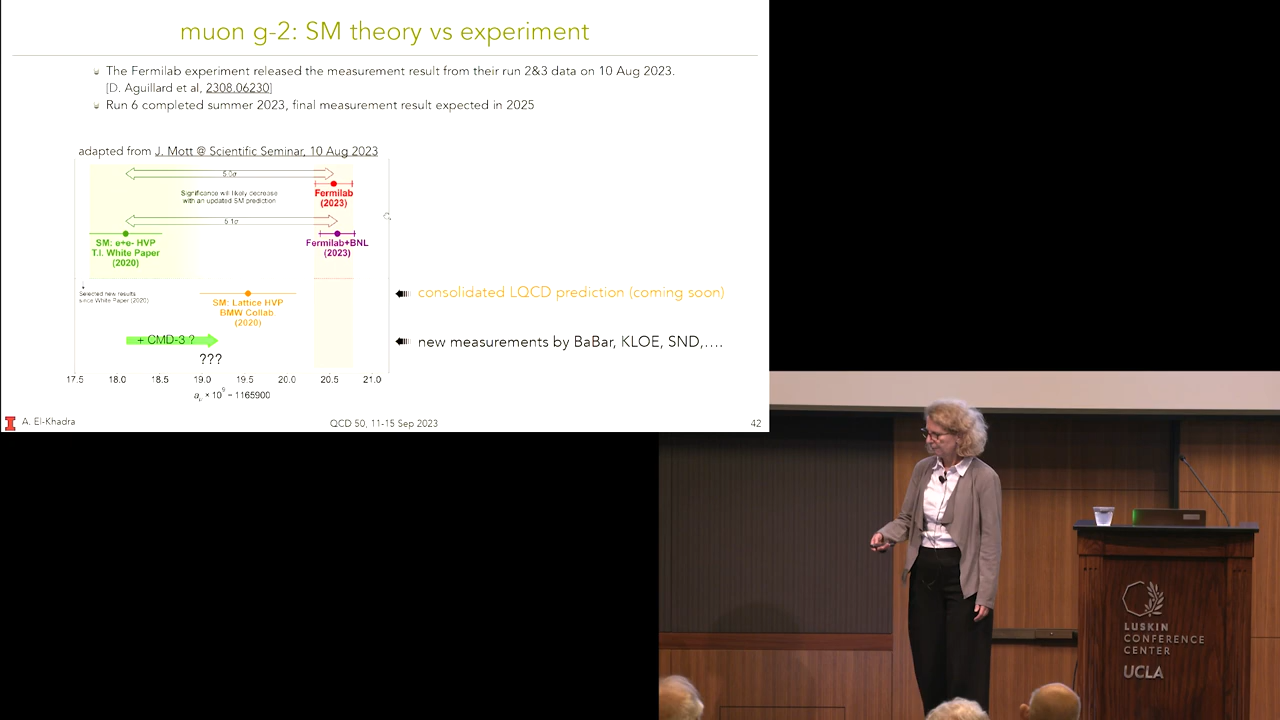 muon g-2: SM theory vs experiment
The Fermilab experiment released the measurement result from their run 2&3 data on 10 Aug 2023.
[D. Aguillard et al, 2308.06230]
Run 6 completed summer 2023, final measurement result expected in 2025
adapted from J. Mott @ Scientific Seminar, 10 Aug 2023
5.0σ
Significance will likely decrease
with an updated SM prediction
Fermilab
(2023)
5.1σ
SM: e+e- HVP
T.I. White Paper
(2020)
Fermilab+BNL
(2023)
Selected new results
since White Paper (2020)
SM: Lattice HVP
BMW Collab.
(2020)
consolidated LQCD prediction (coming soon)
+ CMD-3 ?
???
new measurements by BaBar, KLOE, SND,....
17.5 18.0 18.5 19.0 19.5 20.0 20.5 21.0
aμ × 10⁹ − 1165900
A. El-Khadra
QCD 50, 11-15 Sep 2023
42
LUSKIN
CONFERENCE
CENTER
UCLA